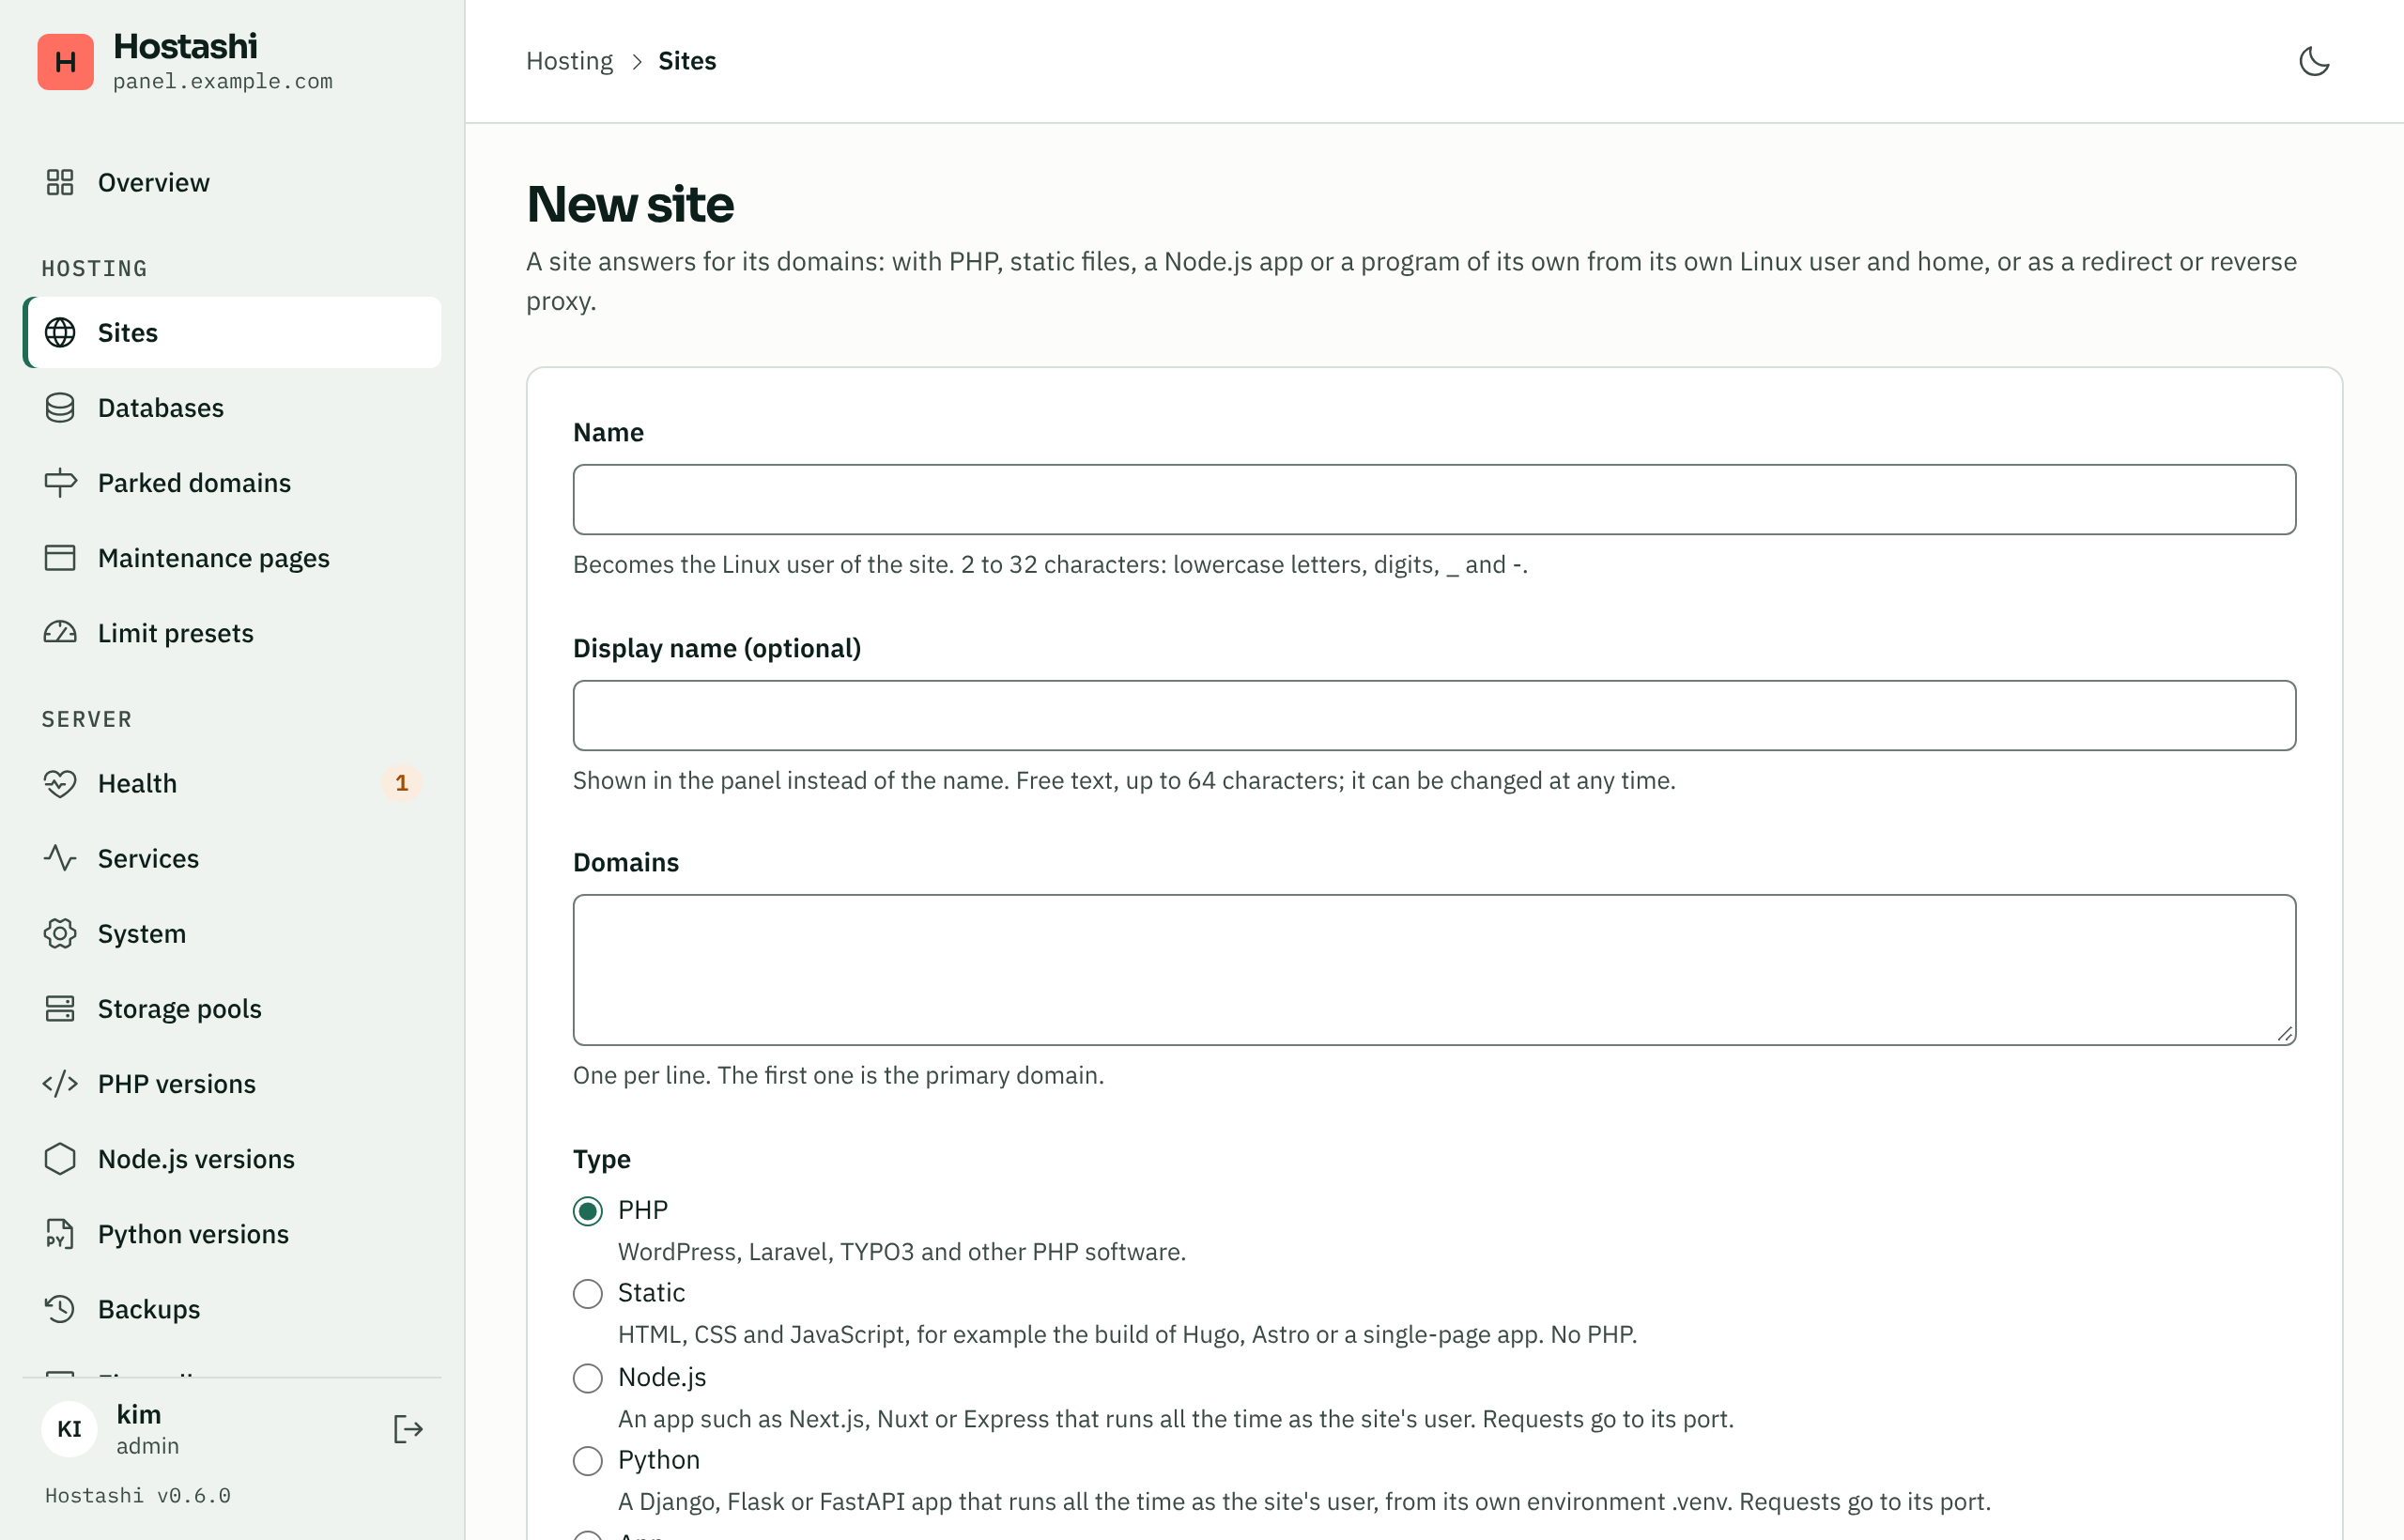 H
Hostashi
panel.example.com
Overview
HOSTING
Sites
Databases
Parked domains
Maintenance pages
Limit presets
SERVER
Health
1
Services
System
Storage pools
PHP versions
Node.js versions
PY
Python versions
Backups
KI
kim
admin
Hostashi v0.6.0
Hosting > Sites
New site
A site answers for its domains: with PHP, static files, a Node.js app or a program of its own from its own Linux user and home, or as a redirect or reverse
proxy.
Name
Becomes the Linux user of the site. 2 to 32 characters: lowercase letters, digits, _ and -.
Display name (optional)
Shown in the panel instead of the name. Free text, up to 64 characters; it can be changed at any time.
Domains
One per line. The first one is the primary domain.
Type
PHP
WordPress, Laravel, TYPO3 and other PHP software.
Static
HTML, CSS and JavaScript, for example the build of Hugo, Astro or a single-page app. No PHP.
Node.js
An app such as Next.js, Nuxt or Express that runs all the time as the site's user. Requests go to its port.
Python
A Django, Flask or FastAPI app that runs all the time as the site's user, from its own environment .venv. Requests go to its port.